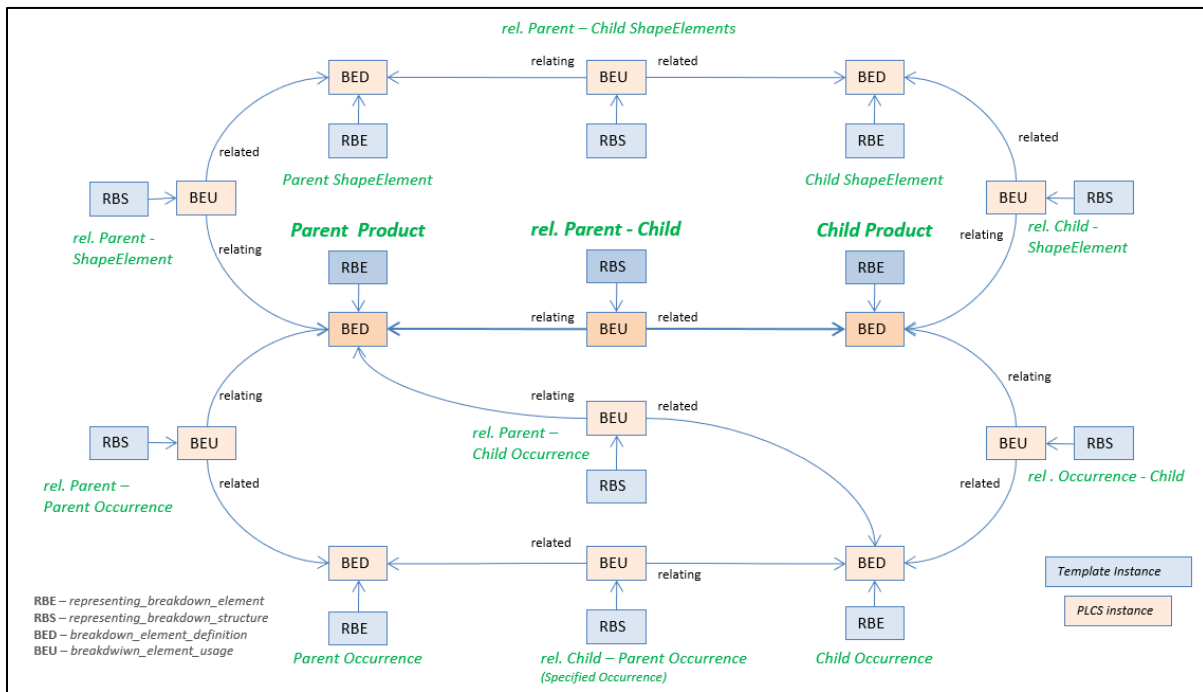 rel. Parent – Child ShapeElements
BED
relating
BEU
related
BED
RBE
RBS
RBE
related
related
Parent ShapeElement
Child ShapeElement
RBS
BEU
BEU
RBS
rel. Parent -
ShapeElement
relating
Parent  Product
rel. Parent - Child
Child Product
relating
rel. Child -
ShapeElement
RBE
RBS
RBE
BED
relating
BEU
related
BED
relating
relating
relating
BEU
related
RBS
BEU
rel. Parent –
Child Occurrence
BEU
RBS
rel. Parent –
Parent Occurrence
RBS
rel . Occurrence - Child
related
related
BED
related
BEU
relating
BED
Template Instance
RBE – representing_breakdown_element
RBS – representing_breakdown_structure
BED – breakdown_element_definition
BEU – breakdwiwn_element_usage
RBE
RBS
RBE
PLCS instance
Parent Occurrence
rel. Child – Parent Occurrence
(Specified Occurrence)
Child Occurrence